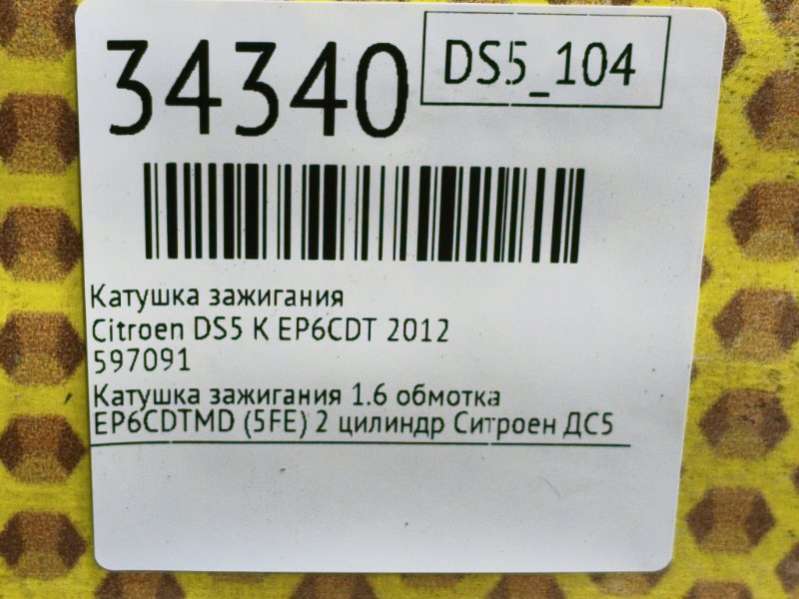 34340
DS5_104
Катушка зажигания
Citroen DS5 K EP6CDT 2012
597091
Катушка зажигания 1.6 обмотка
EP6CDTMD (5FE) 2 цилиндр Ситроен ДС5